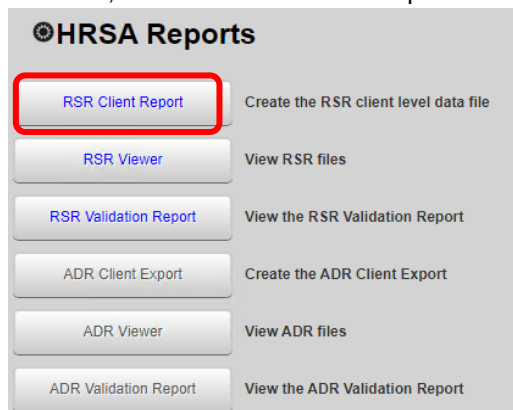 HRSA Reports
RSR Client Report Create the RSR client level data file
RSR Viewer View RSR files
RSR Validation Report View the RSR Validation Report
ADR Client Export Create the ADR Client Export
ADR Viewer View ADR files
ADR Validation Report View the ADR Validation Report